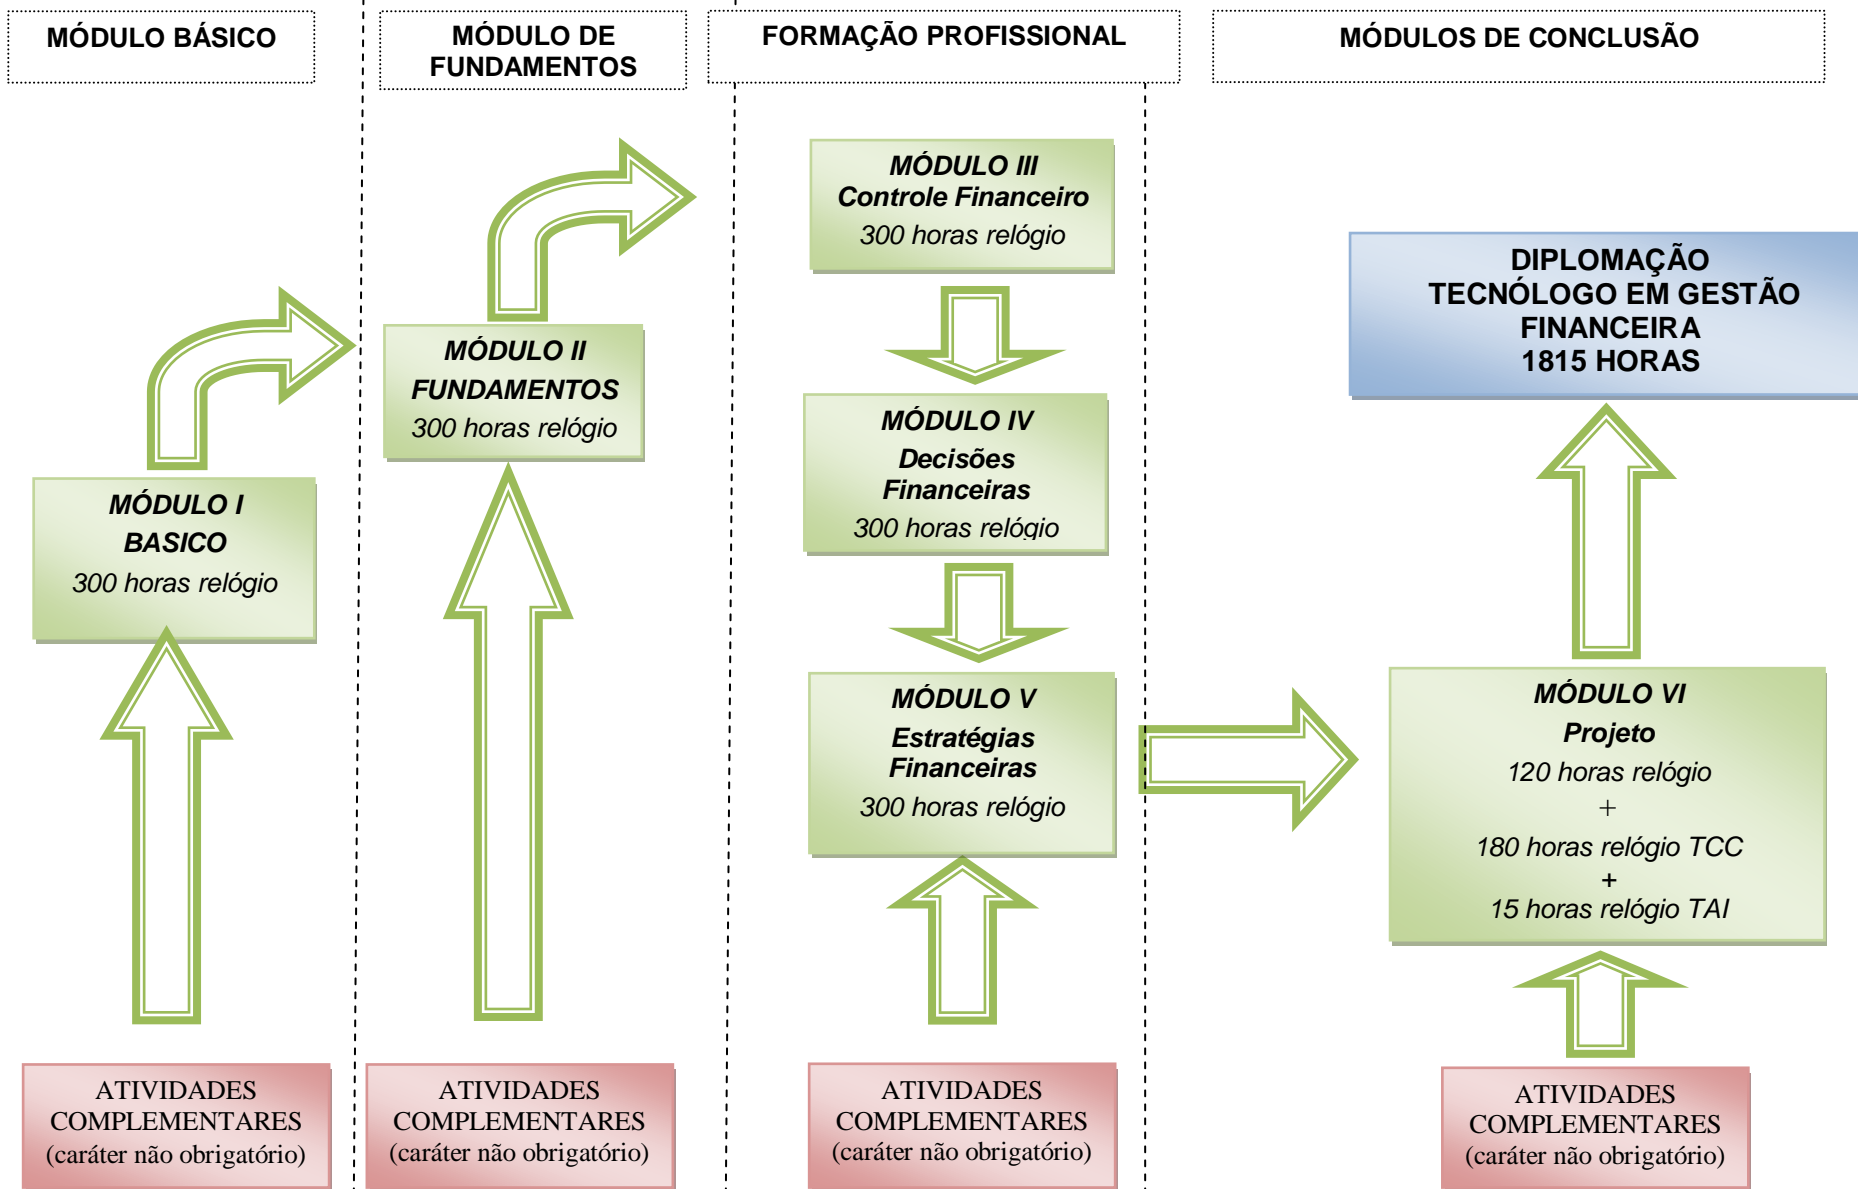 MÓDULO BÁSICO
MÓDULO DE
FUNDAMENTOS
FORMAÇÃO PROFISSIONAL
MÓDULOS DE CONCLUSÃO
MÓDULO I
BASICO
300 horas relógio
MÓDULO II
FUNDAMENTOS
300 horas relógio
MÓDULO III
Controle Financeiro
300 horas relógio
MÓDULO IV
Decisões
Financeiras
300 horas relógio
MÓDULO V
Estratégias
Financeiras
300 horas relógio
DIPLOMAÇÃO
TECNÓLOGO EM GESTÃO
FINANCEIRA
1815 HORAS
MÓDULO VI
Projeto
120 horas relógio
+
180 horas relógio TCC
+
15 horas relógio TAI
ATIVIDADES
COMPLEMENTARES
(caráter não obrigatório)
ATIVIDADES
COMPLEMENTARES
(caráter não obrigatório)
ATIVIDADES
COMPLEMENTARES
(caráter não obrigatório)
ATIVIDADES
COMPLEMENTARES
(caráter não obrigatório)